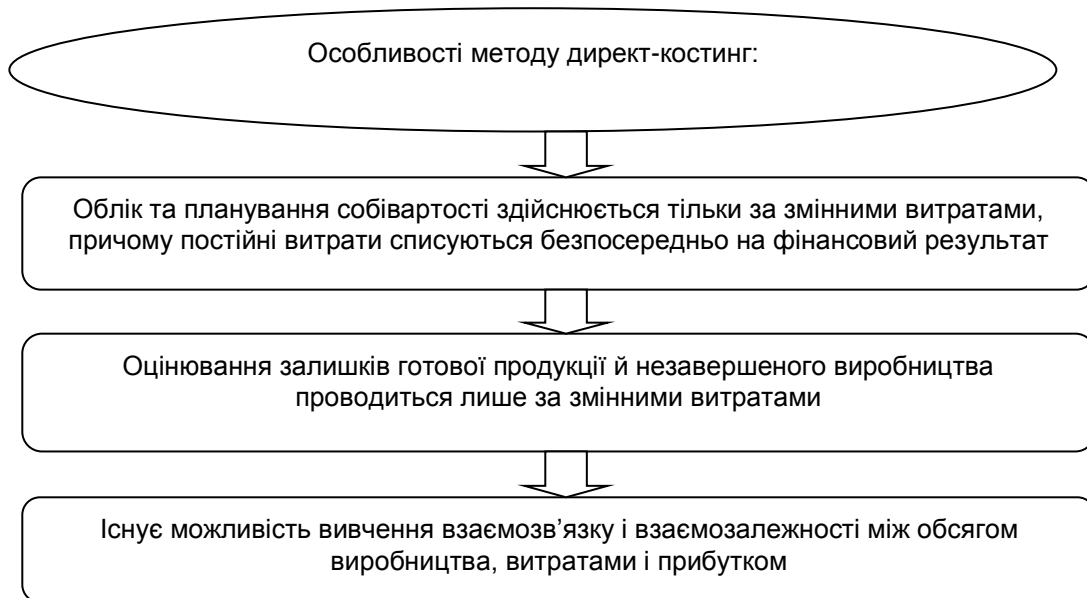 Особливості методу директ-костинг:
Облік та планування собівартості здійснюється тільки за змінними витратами,
причому постійні витрати списуються безпосередньо на фінансовий результат
Оцінювання залишків готової продукції й незавершеного виробництва
проводиться лише за змінними витратами
Існує можливість вивчення взаємозв’язку і взаємозалежності між обсягом
виробництва, витратами і прибутком